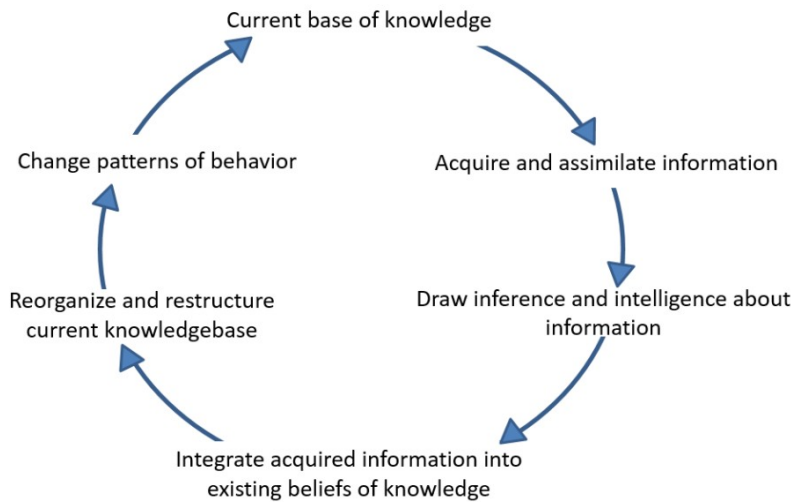 Current base of knowledge
Change patterns of behavior
Acquire and assimilate information
Reorganize and restructure
current knowledgebase
Draw inference and intelligence about
information
Integrate acquired information into
existing beliefs of knowledge